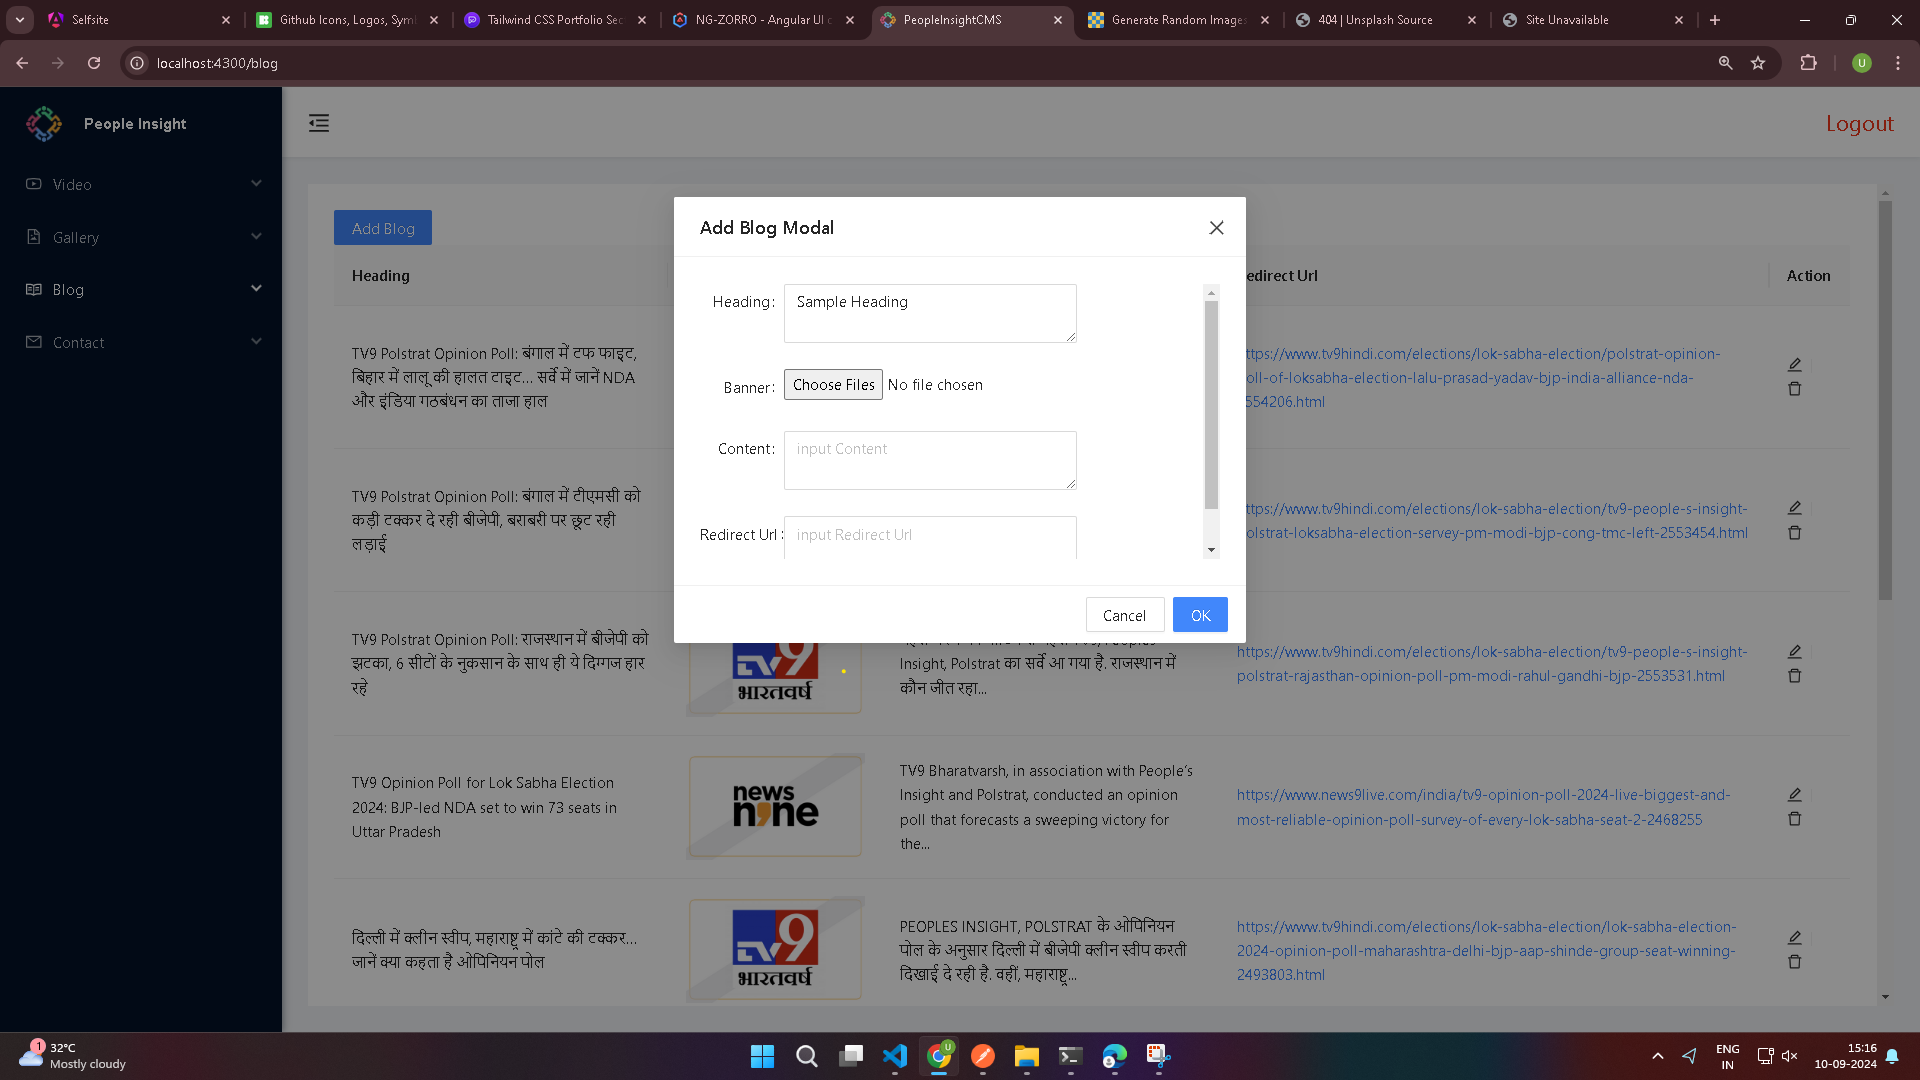 Selfsite
Github Icons, Logos, Sym
Tailwind CSS Portfolio Sec
NG-ZORRO - Angular UI c
PeopleInsightCMS
Generate Random Images
404 | Unsplash Source
Site Unavailable
localhost:4300/blog
U
People Insight
Logout
Video
Gallery
Blog
Contact
Add Blog
Heading
edirect Url
Action
Add Blog Modal
Heading:
Sample Heading
Banner:
Choose Files No file chosen
Content:
input Content
Redirect Url :
input Redirect Url
Cancel
OK
TV9 Polstrat Opinion Poll: बंगाल में टफ फाइट,
बिहार में लालू की हालत टाइट... सर्वे में जानें NDA
और इंडिया गठबंधन का ताजा हाल
ttps://www.tv9hindi.com/elections/lok-sabha-election/polstrat-opinion-
oll-of-loksabha-election-lalu-prasad-yadav-bjp-india-alliance-nda-
554206.html
TV9 Polstrat Opinion Poll: बंगाल में टीएमसी को
कड़ी टक्कर दे रही बीजेपी, बराबरी पर छूट रही
लड़ाई
ttps://www.tv9hindi.com/elections/lok-sabha-election/tv9-people-s-insight-
olstrat-loksabha-election-servey-pm-modi-bjp-cong-tmc-left-2553454.html
TV9 Polstrat Opinion Poll: राजस्थान में बीजेपी को
झटका, 6 सीटों के नुकसान के साथ ही ये दिग्गज हार
रहे
TV9
भारतवर्ष
Insight, Polstrat का सर्वे आ गया है. राजस्थान में
कौन जीत रहा...
https://www.tv9hindi.com/elections/lok-sabha-election/tv9-people-s-insight-
polstrat-rajasthan-opinion-poll-pm-modi-rahul-gandhi-bjp-2553531.html
TV9 Opinion Poll for Lok Sabha Election
2024: BJP-led NDA set to win 73 seats in
Uttar Pradesh
news
n9ne
TV9 Bharatvarsh, in association with People's
Insight and Polstrat, conducted an opinion
poll that forecasts a sweeping victory for
the...
https://www.news9live.com/india/tv9-opinion-poll-2024-live-biggest-and-
most-reliable-opinion-poll-survey-of-every-lok-sabha-seat-2-2468255
दिल्ली में क्लीन स्वीप, महाराष्ट्र में कांटे की टक्कर...
जानें क्या कहता है ओपिनियन पोल
TV9
भारतवर्ष
PEOPLES INSIGHT, POLSTRAT के ओपिनियन
पोल के अनुसार दिल्ली में बीजेपी क्लीन स्वीप करती
दिखाई दे रही है. वहीं, महाराष्ट्र...
https://www.tv9hindi.com/elections/lok-sabha-election/lok-sabha-election-
2024-opinion-poll-maharashtra-delhi-bjp-aap-shinde-group-seat-winning-
2493803.html
1
32°C
Mostly cloudy
U
ENG
IN
15:16
10-09-2024